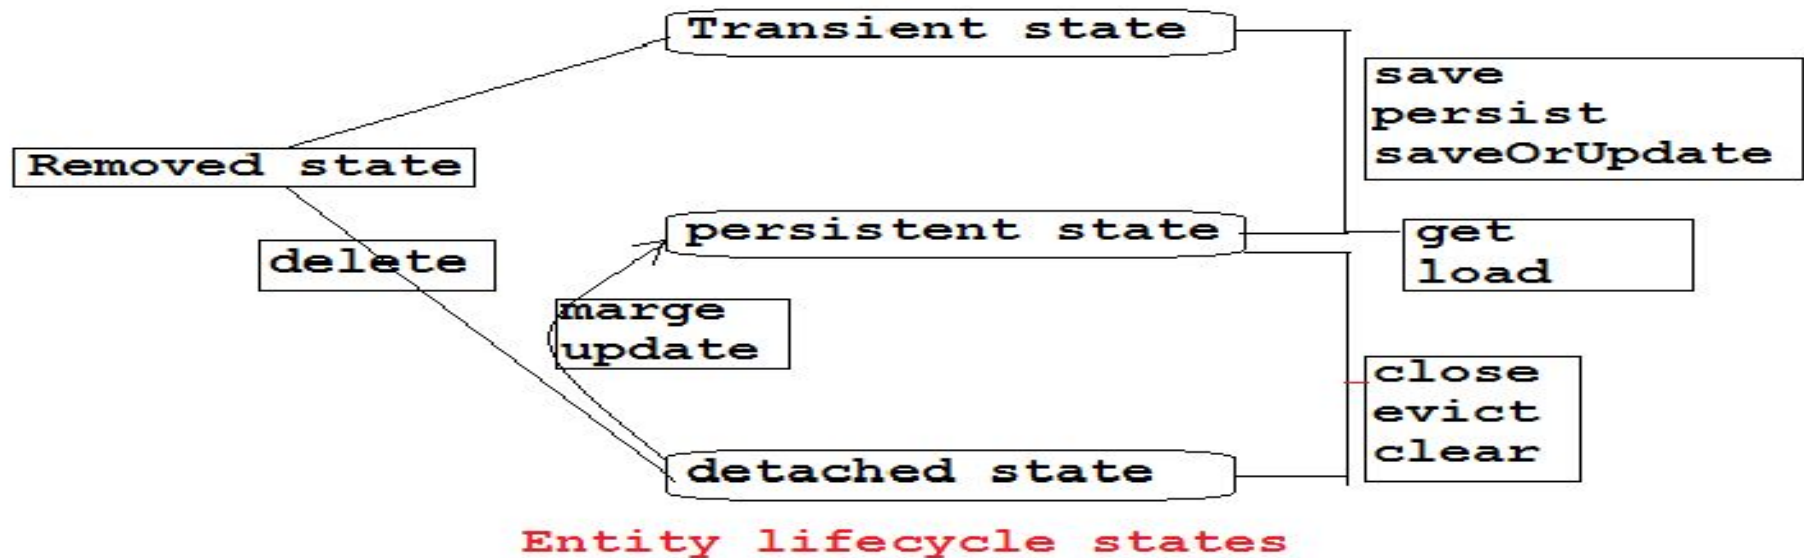 Transient state
save
persist
saveOrUpdate
Removed state
persistent state
get
load
delete
marge
update
close
evict
clear
detached state
Entity lifecycle states